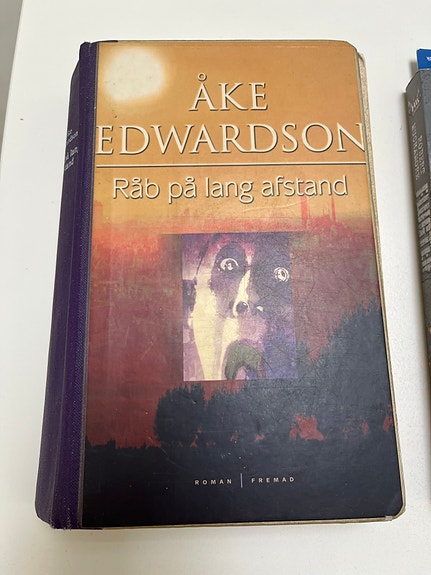 ÅKE
EDWARDSON
Råb på lang afstand
ROMAN | FREMAD